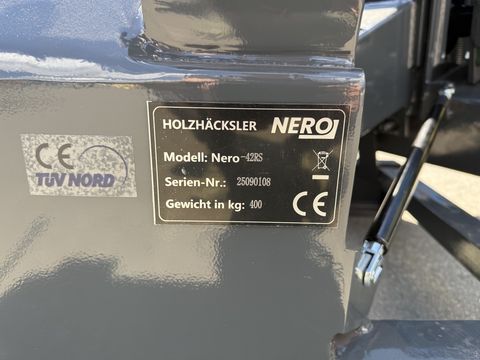 HOLZHÄCKSLER NERO
Modell: Nero-42RS
Serien-Nr.: 25090108
Gewicht in kg: 400
CE
CE
TÜV NORD